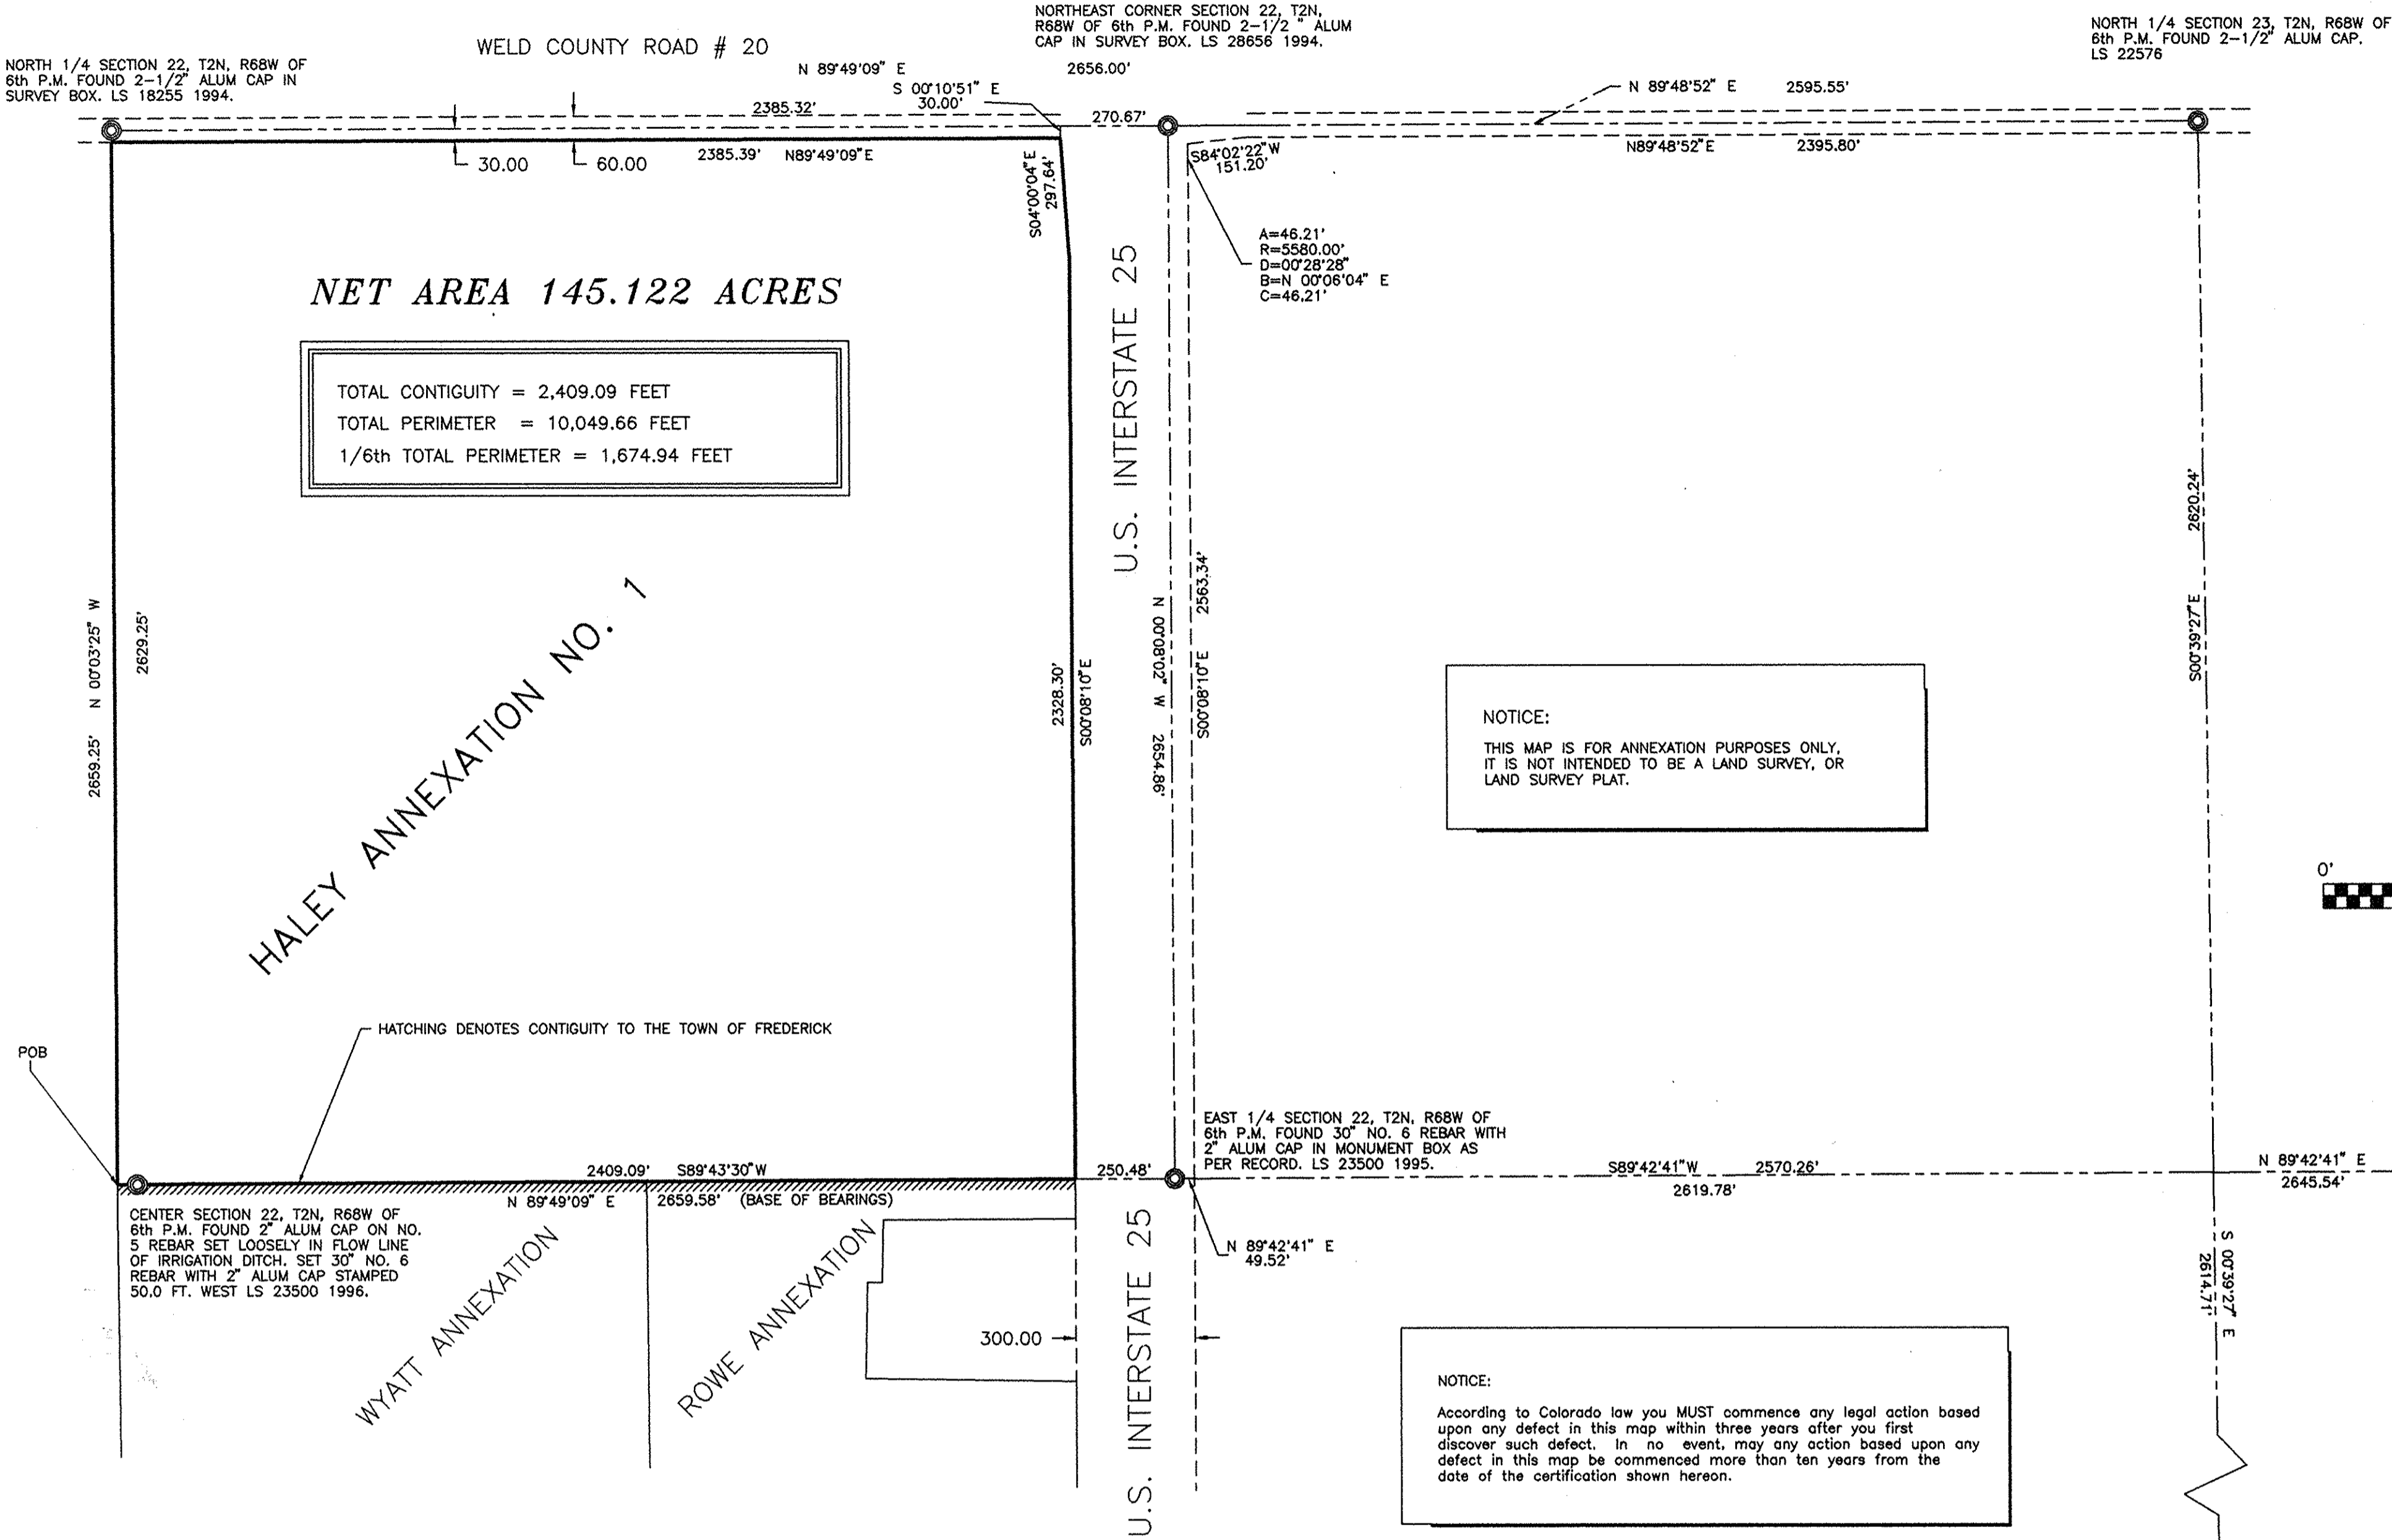 NORTHEAST CORNER SECTION 22, T2N,
R68W OF 6th P.M. FOUND 2-1/2 " ALUM
CAP IN SURVEY BOX. LS 28656 1994.
NORTH 1/4 SECTION 23, T2N, R68W OF
6th P.M. FOUND 2-1/2" ALUM CAP.
LS 22576
WELD COUNTY ROAD # 20
NORTH 1/4 SECTION 22, T2N, R68W OF
6th P.M. FOUND 2-1/2" ALUM CAP IN
SURVEY BOX. LS 18255 1994.
N 89°49'09" E 2656.00'
S 00°10'51" E
30.00'
2385.32'
270.67'
N 89°48'52" E 2595.55'
30.00
60.00
2385.39' N89°49'09"E
S04°00'04"E
297.64'
S84°02'22"W
151.20'
N89°48'52"E 2395.80'
A=46.21'
R=5580.00'
D=00°28'28"
B=N 00°06'04" E
C=46.21'
NET AREA 145.122 ACRES
TOTAL CONTIGUITY = 2,409.09 FEET
TOTAL PERIMETER = 10,049.66 FEET
1/6th TOTAL PERIMETER = 1,674.94 FEET
U.S. INTERSTATE 25
HALEY ANNEXATION NO. 1
2659.25' N 00°03'25" W
2629.25'
2328.30'
S00°08'10"E
N 00°08'02" W 2654.86'
S00°08'10"E 2563.34'
S00°39'27"E 2620.24'
NOTICE:
THIS MAP IS FOR ANNEXATION PURPOSES ONLY,
IT IS NOT INTENDED TO BE A LAND SURVEY, OR
LAND SURVEY PLAT.
0'
HATCHING DENOTES CONTIGUITY TO THE TOWN OF FREDERICK
POB
2409.09' S89°43'30"W
250.48'
N 89°49'09" E 2659.58' (BASE OF BEARINGS)
EAST 1/4 SECTION 22, T2N, R68W OF
6th P.M. FOUND 30" NO. 6 REBAR WITH
2" ALUM CAP IN MONUMENT BOX AS
PER RECORD. LS 23500 1995.
S89°42'41"W 2570.26'
2619.78'
N 89°42'41" E
2645.54'
N 89°42'41" E
49.52'
CENTER SECTION 22, T2N, R68W OF
6th P.M. FOUND 2" ALUM CAP ON NO.
5 REBAR SET LOOSELY IN FLOW LINE
OF IRRIGATION DITCH. SET 30" NO. 6
REBAR WITH 2" ALUM CAP STAMPED
50.0 FT. WEST LS 23500 1996.
WYATT ANNEXATION
ROWE ANNEXATION
300.00
U.S. INTERSTATE 25
S 00°39'27" E
2614.71'
NOTICE:
According to Colorado law you MUST commence any legal action based
upon any defect in this map within three years after you first
discover such defect. In no event, may any action based upon any
defect in this map be commenced more than ten years from the
date of the certification shown hereon.